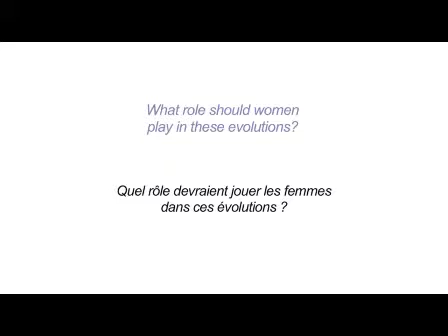 What role should women
play in these evolutions?
Quel rôle devraient jouer les femmes
dans ces évolutions ?